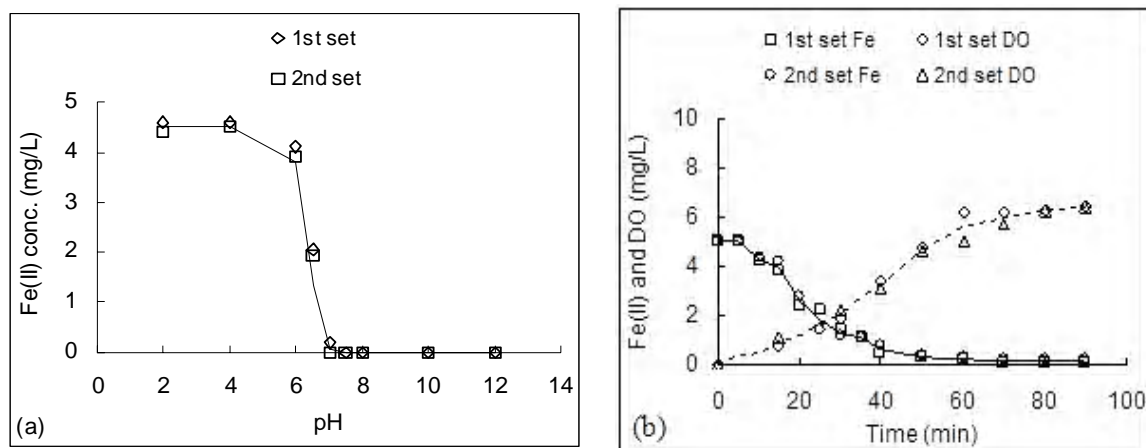 1st set
2nd set
Fe(II) conc. (mg/L)
5
4
3
2
1
0
0 2 4 6 8 10 12 14
pH
(a)
1st set Fe 1st set DO
2nd set Fe 2nd set DO
Fe(II) and DO (mg/L)
10
8
6
4
2
0
0 20 40 60 80 100
Time (min)
(b)